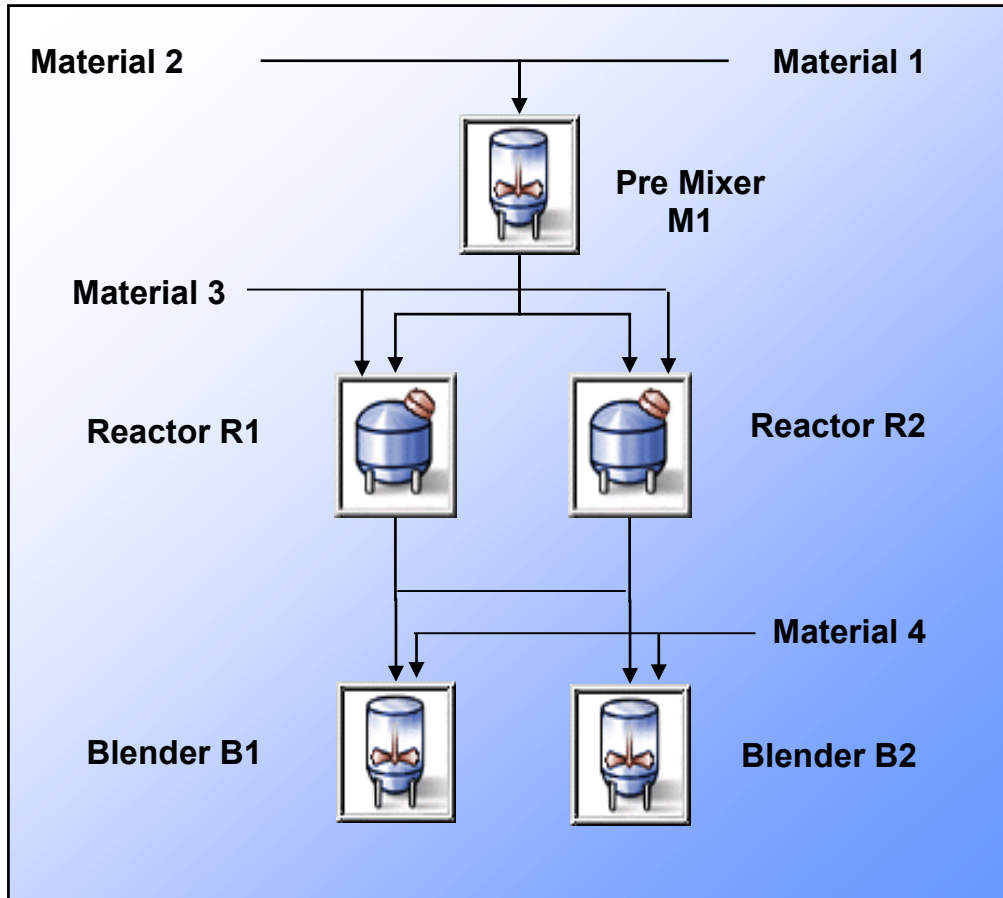 Material 2
Material 1
Pre Mixer
M1
Material 3
Reactor R1
Reactor R2
Material 4
Blender B1
Blender B2